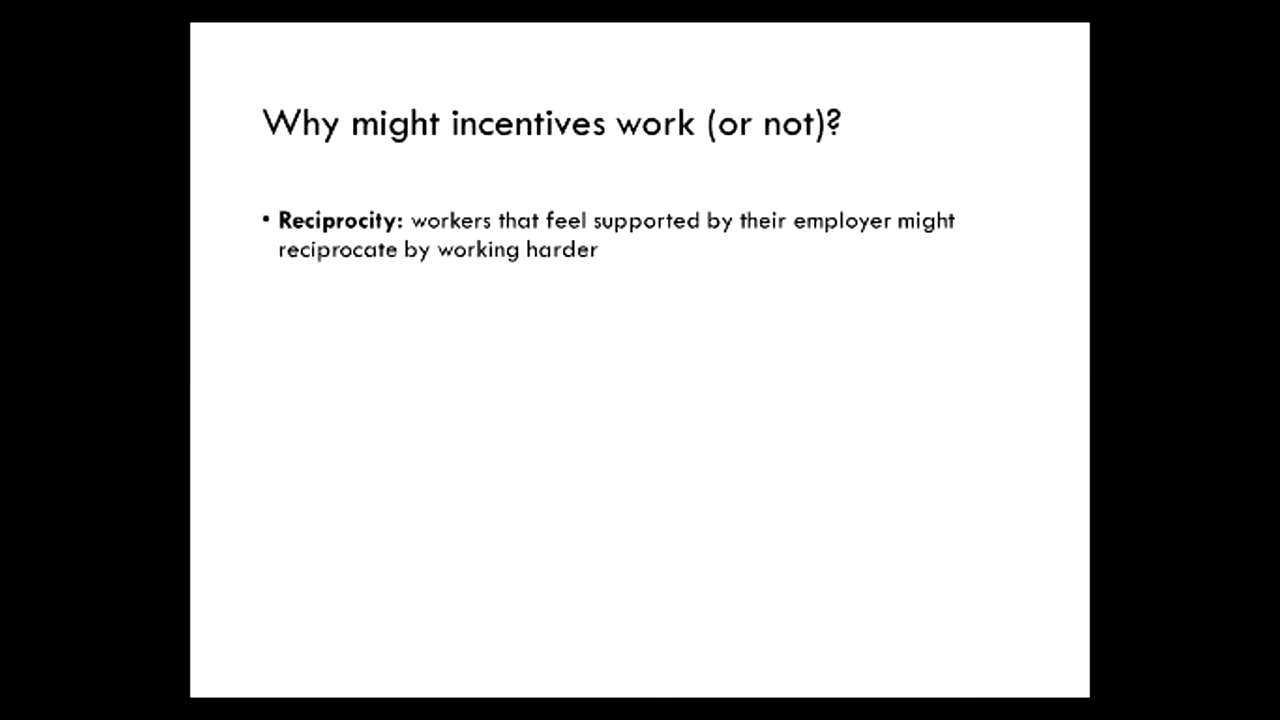 Why might incentives work (or not)?
• Reciprocity: workers that feel supported by their employer might
reciprocate by working harder